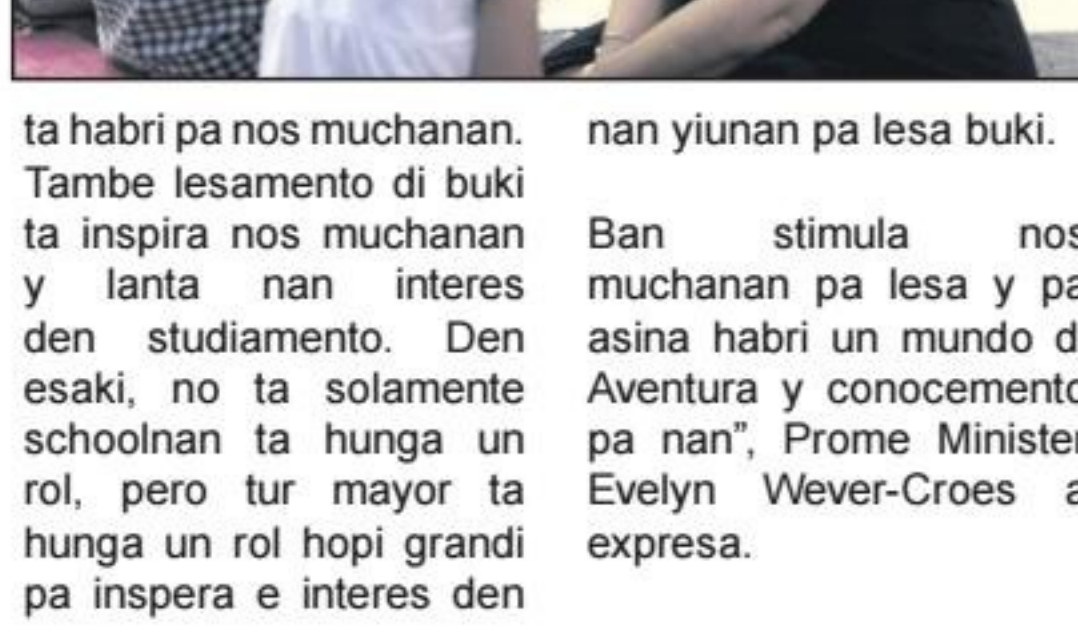 ta habri pa nos muchanan.
Tambe lesamento di buki
ta inspira nos muchanan
y lanta nan interes
den studiamento. Den
esaki, no ta solamente
schoolnan ta hunga un
rol, pero tur mayor ta
hunga un rol hopi grandi
pa inspera e interes den
nan yiunan pa lesa buki.
Ban stimula nos
muchanan pa lesa y pa
asina habri un mundo d
Aventura y conocemento
pa nan”, Prome Minister
Evelyn Wever-Croes a
expresa.